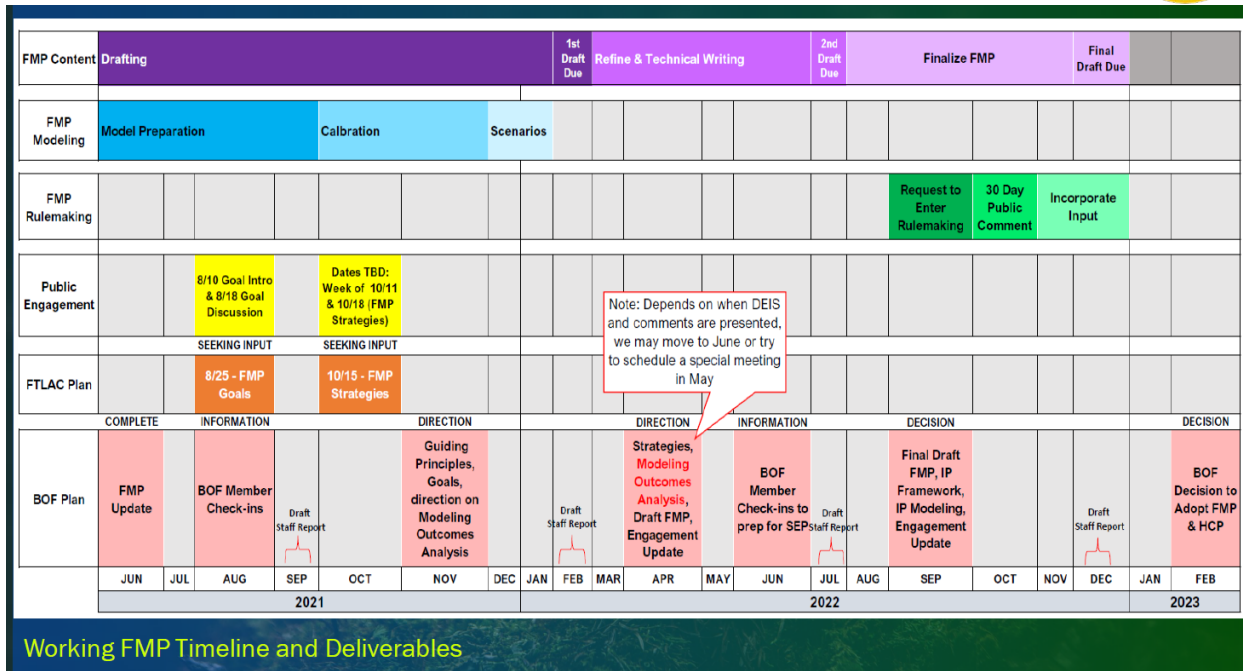 FMP Content
Drafting
1st
Draft
Due
Refine & Technical Writing
2nd
Draft
Due
Finalize FMP
Final
Draft Due
FMP
Modeling
Model Preparation
Calbration
Scenarios
FMP
Rulemaking
Request to
Enter
Rulemaking
30 Day
Public
Comment
Incorporate
Input
Public
Engagement
8/10 Goal Intro
& 8/18 Goal
Discussion
Dates TBD:
Week of 10/11
& 10/18 (FMP
Strategies)
Note: Depends on when DEIS
and comments are presented,
we may move to June or try
to schedule a special meeting
in May
SEEKING INPUT
SEEKING INPUT
FTLAC Plan
8/25 - FMP
Goals
10/15 - FMP
Strategies
COMPLETE
INFORMATION
DIRECTION
DIRECTION
INFORMATION
DECISION
DECISION
BOF Plan
FMP
Update
BOF Member
Check-ins
Draft
Staff Report
Guiding
Principles,
Goals,
direction on
Modeling
Outcomes
Analysis
Draft
Staff Report
Strategies,
Modeling
Outcomes
Analysis,
Draft FMP,
Engagement
Update
BOF
Member
Check-ins to
prep for SEP
Draft
Staff Report
Final Draft
FMP, IP
Framework,
IP Modeling,
Engagement
Update
Draft
Staff Report
BOF
Decision to
Adopt FMP
& HCP
JUN JUL AUG SEP OCT NOV DEC JAN FEB MAR APR MAY JUN JUL AUG SEP OCT NOV DEC JAN FEB
2021 2022 2023
Working FMP Timeline and Deliverables